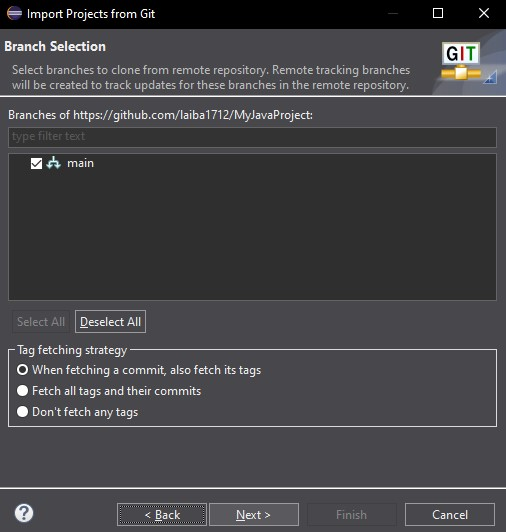 Import Projects from Git
Branch Selection
GIT
Select branches to clone from remote repository. Remote tracking branches
will be created to track updates for these branches in the remote repository.
Branches of https://github.com/laiba1712/MyJavaProject:
type filter text
main
Select All Deselect All
Tag fetching strategy
When fetching a commit, also fetch its tags
Fetch all tags and their commits
Don't fetch any tags
? < Back Next > Finish Cancel